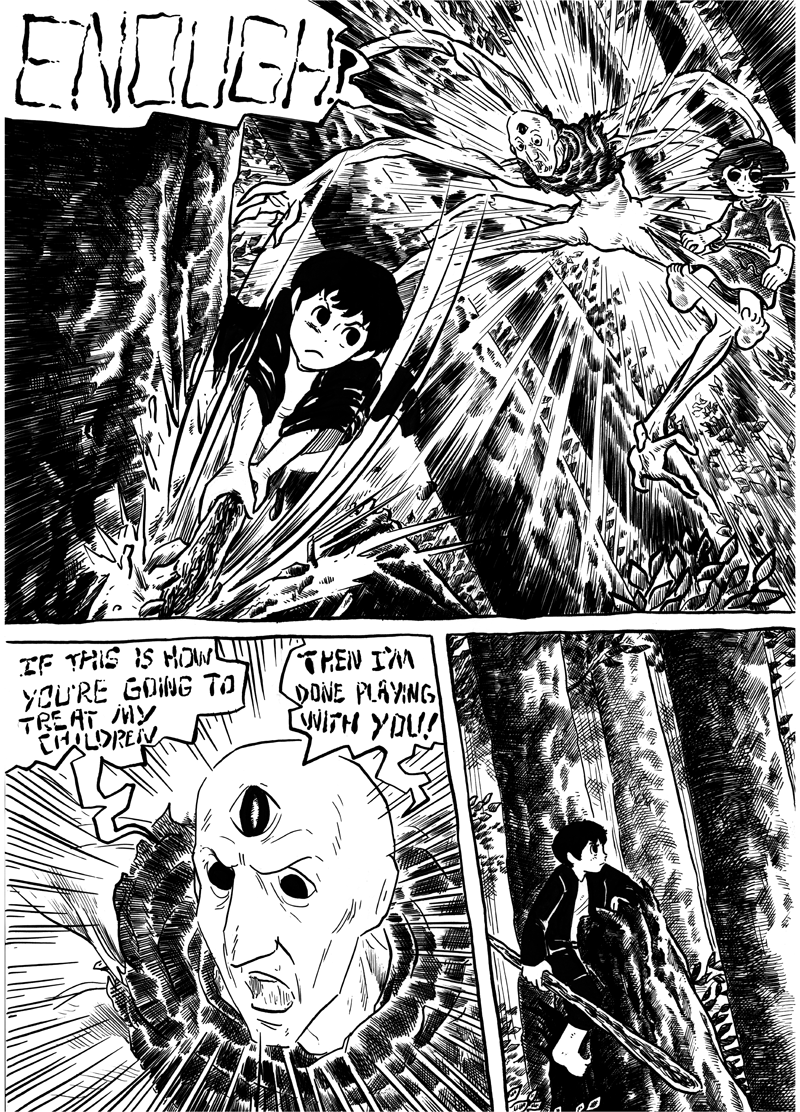 ENOUGH!
IF THIS IS HOW
YOU'RE GOING TO
TREAT MY
CHILDREN
THEN I'M
DONE PLAYING
WITH YOU!!